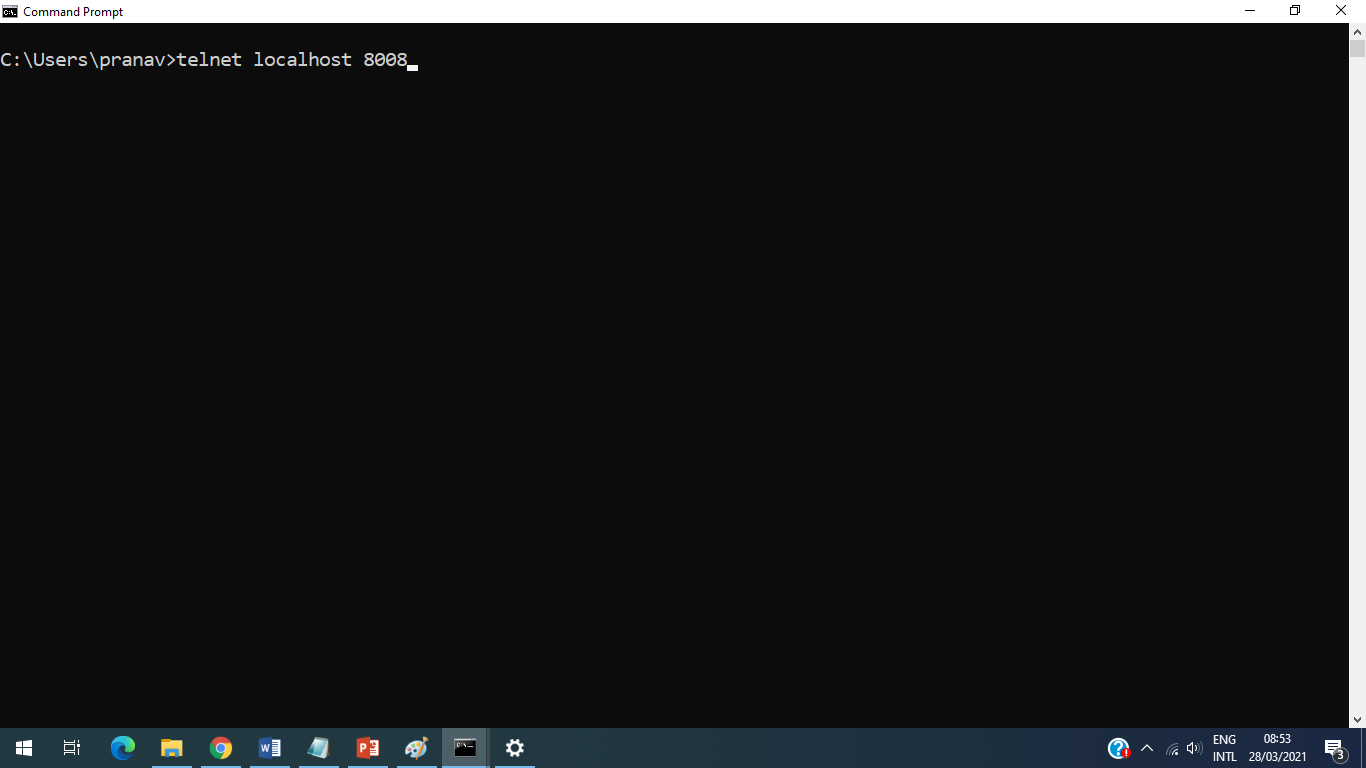 Command Prompt
C:\Users\pranav>telnet localhost 8008
ENG
INTL
08:53
28/03/2021
3